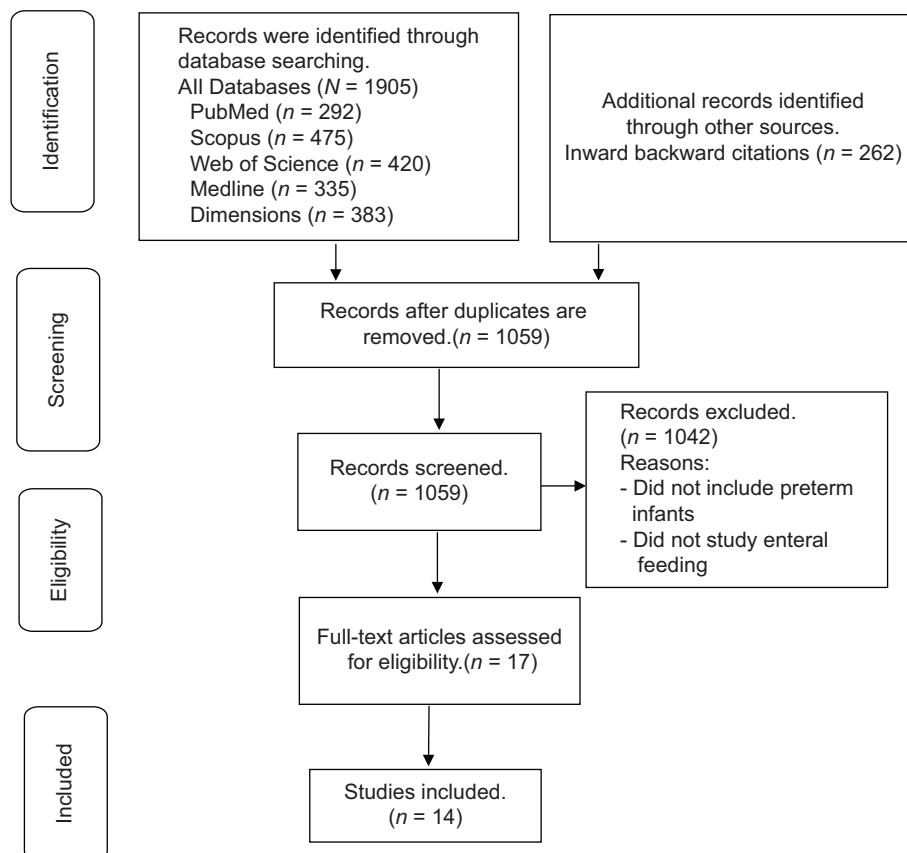 Identification
Records were identified through
database searching.
All Databases (N = 1905)
PubMed (n = 292)
Scopus (n = 475)
Web of Science (n = 420)
Medline (n = 335)
Dimensions (n = 383)
Additional records identified
through other sources.
Inward backward citations (n = 262)
Screening
Records after duplicates are
removed.(n = 1059)
Records screened.
(n = 1059)
Records excluded.
(n = 1042)
Reasons:
- Did not include preterm
infants
- Did not study enteral
feeding
Eligibility
Full-text articles assessed
for eligibility.(n = 17)
Included
Studies included.
(n = 14)